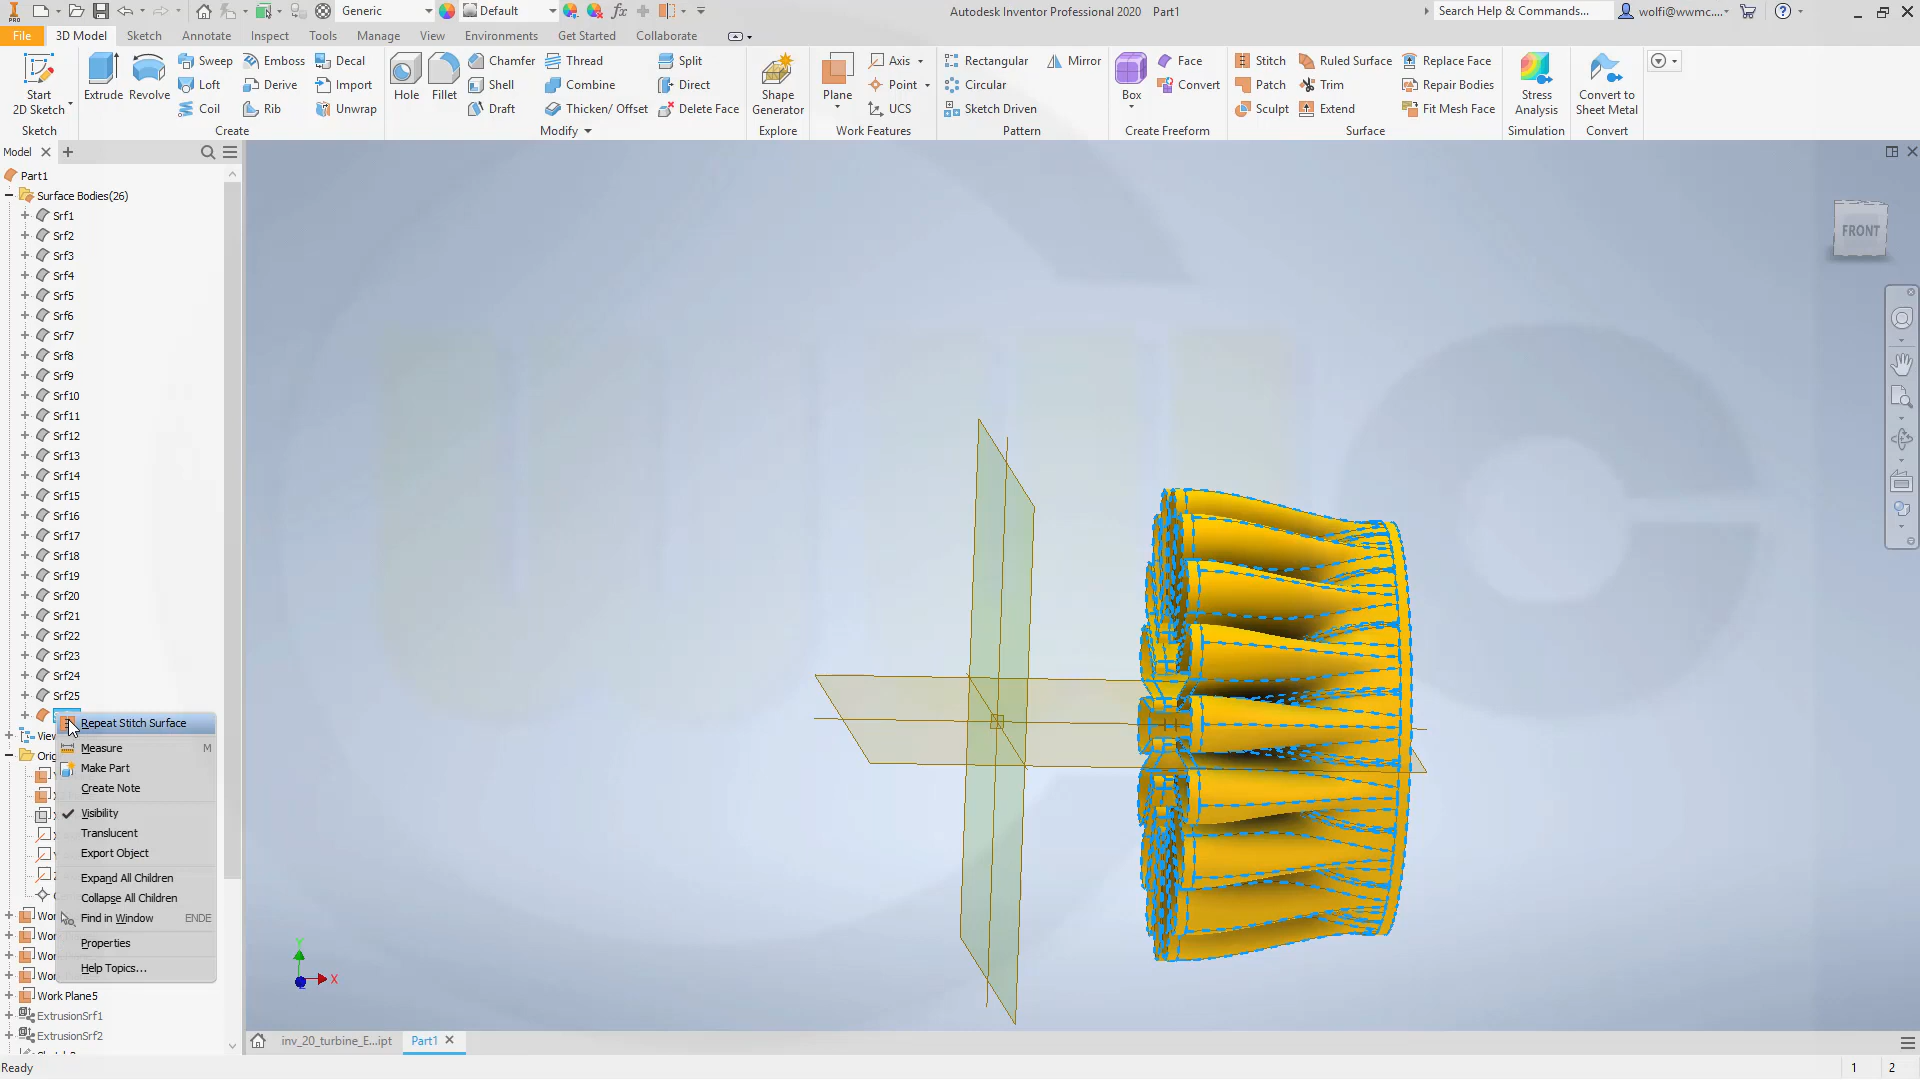 Generic
Default
Autodesk Inventor Professional 2020 Part1
Search Help & Commands...
wolfi@wwmc....
File
3D Model
Sketch
Annotate
Inspect
Tools
Manage
View
Environments
Get Started
Collaborate
Start
2D Sketch
Extrude
Revolve
Sweep
Loft
Coil
Emboss
Derive
Rib
Decal
Import
Unwrap
Hole
Fillet
Chamfer
Shell
Draft
Thread
Combine
Thicken/ Offset
Split
Direct
Delete Face
Shape
Generator
Plane
Axis
Point
UCS
Rectangular
Circular
Sketch Driven
Mirror
Box
Face
Convert
Stitch
Patch
Sculpt
Ruled Surface
Trim
Extend
Replace Face
Repair Bodies
Fit Mesh Face
Stress
Analysis
Convert to
Sheet Metal
Sketch
Create
Modify
Explore
Work Features
Pattern
Create Freeform
Surface
Simulation
Convert
Model
Part1
Surface Bodies(26)
Srf1
Srf2
Srf3
Srf4
Srf5
Srf6
Srf7
Srf8
Srf9
Srf10
Srf11
Srf12
Srf13
Srf14
Srf15
Srf16
Srf17
Srf18
Srf19
Srf20
Srf21
Srf22
Srf23
Srf24
Srf25
Repeat Stitch Surface
Measure M
Make Part
Create Note
Visibility
Translucent
Export Object
Expand All Children
Collapse All Children
Find in Window ENDE
Properties
Help Topics...
Work Plane5
ExtrusionSrf1
ExtrusionSrf2
FRONT
Y
X
inv_20_turbine_E...ipt
Part1
Ready
1
2